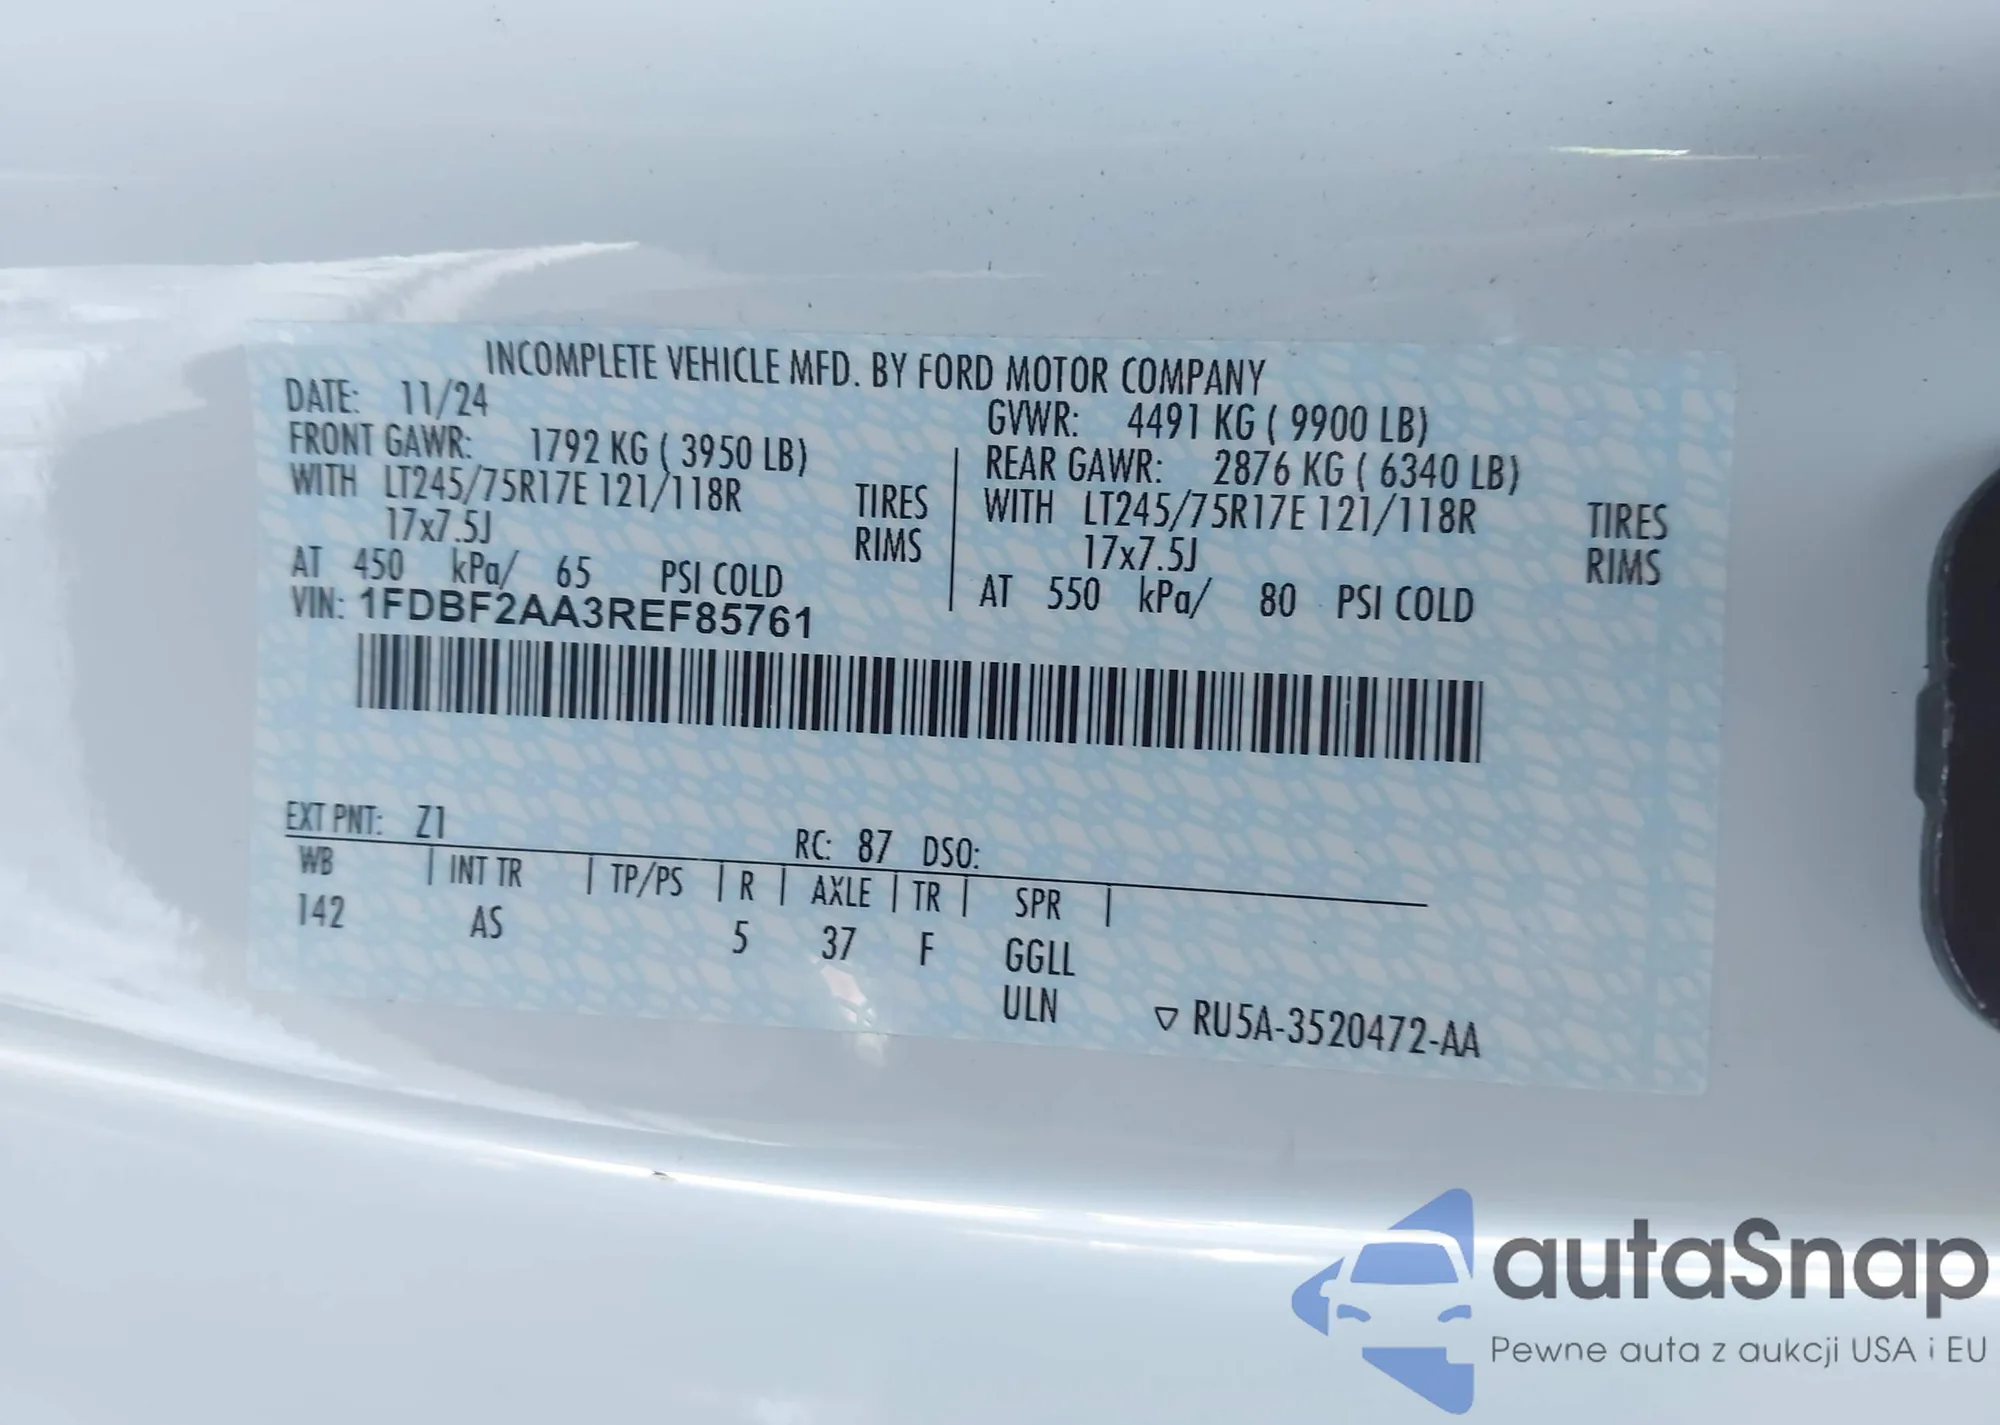 INCOMPLETE VEHICLE MFD. BY FORD MOTOR COMPANY
DATE: 11/24 GVWR: 4491 KG ( 9900 LB)
FRONT GAWR: 1792 KG ( 3950 LB) REAR GAWR: 2876 KG ( 6340 LB)
WITH LT245/75R17E 121/118R TIRES WITH LT245/75R17E 121/118R TIRES
17x7.5J RIMS 17x7.5J RIMS
AT 450 kPa/ 65 PSI COLD AT 550 kPa/ 80 PSI COLD
VIN: 1FDBF2AA3REF85761
EXT PNT: Z1 RC: 87 DSO:
WB | INT TR | TP/PS | R | AXLE | TR | SPR |
142 AS 5 37 F GGLL
ULN ▽ RU5A-3520472-AA
autaSnap
Pewne auta z aukcji USA i EU